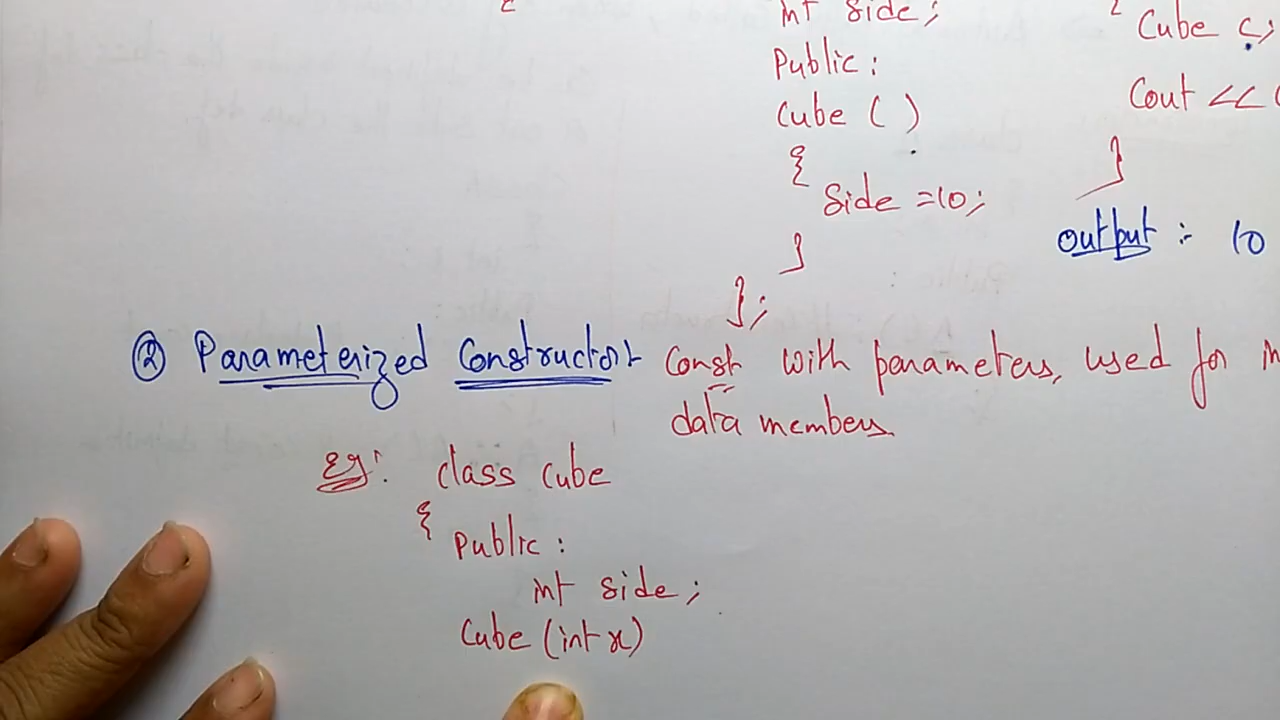 int side;
Public:
Cube ( )
{
Side = 10;
}
};
Cube c;
Cout <<
}
output :- 10
② Parameterized Constructor Const with parameters, used for
data members
Eg: class Cube
{
Public:
int side;
Cube (int x)